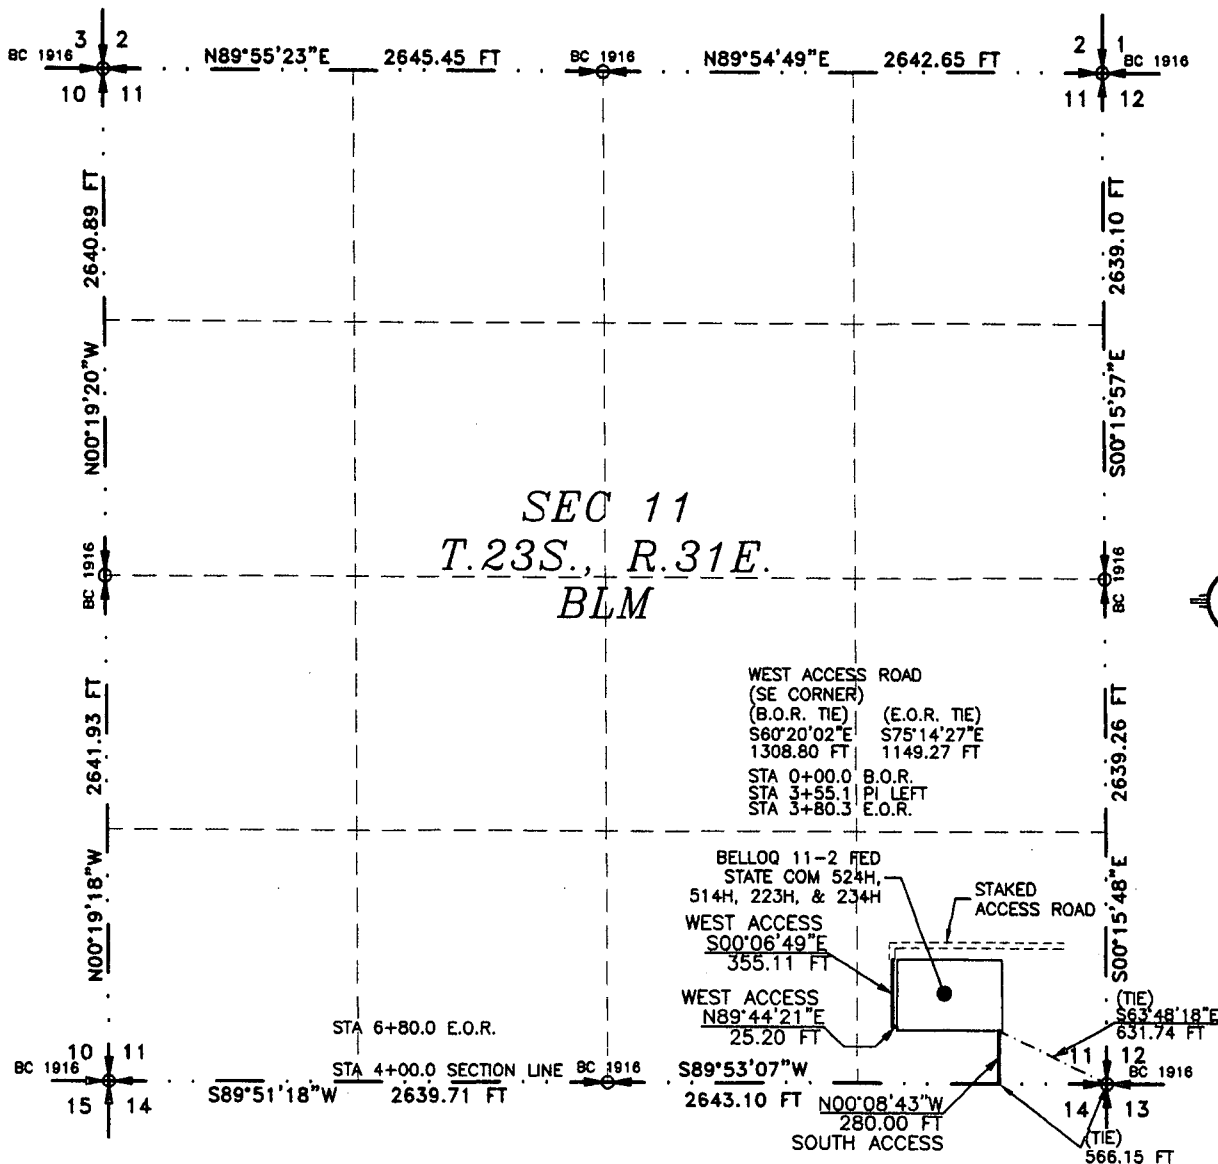 3 2
BC 1916
10 11
N89°55'23"E 2645.45 FT
BC 1916
N89°54'49"E 2642.65 FT
2 1
BC 1916
11 12
2640.89 FT
N00°19'20"W
2639.10 FT
S00°15'57"E
SEC 11
T.23S., R.31E.
BLM
BC 1916
BC 1916
2641.93 FT
N00°19'18"W
2639.26 FT
S00°15'48"E
WEST ACCESS ROAD
(SE CORNER)
(B.O.R. TIE) (E.O.R. TIE)
S60°20'02"E S75°14'27"E
1308.80 FT 1149.27 FT
STA 0+00.0 B.O.R.
STA 3+55.1 PI LEFT
STA 3+80.3 E.O.R.
BELLOQ 11-2 FED
STATE COM 524H,
514H, 223H, & 234H
STAKED
ACCESS ROAD
WEST ACCESS
S00°06'49"E
355.11 FT
WEST ACCESS
N89°44'21"E
25.20 FT
(TIE)
S63°48'18"E
631.74 FT
STA 6+80.0 E.O.R.
STA 4+00.0 SECTION LINE
10 11
BC 1916
15 14
S89°51'18"W 2639.71 FT
BC 1916
S89°53'07"W
2643.10 FT
N00°08'43"W
280.00 FT
SOUTH ACCESS
11 12
BC 1916
14 13
(TIE)
566.15 FT